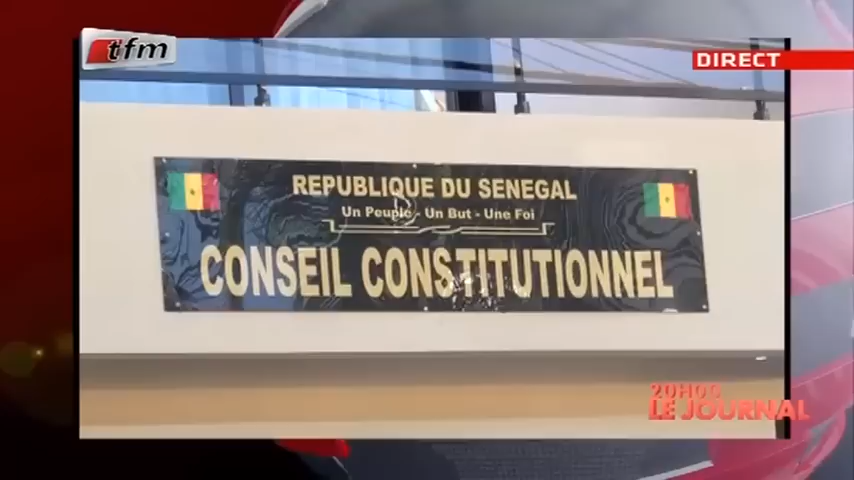 tfm
DIRECT
REPUBLIQUE DU SENEGAL
Un Peuple - Un But - Une Foi
CONSEIL CONSTITUTIONNEL
20H00
LE JOURNAL